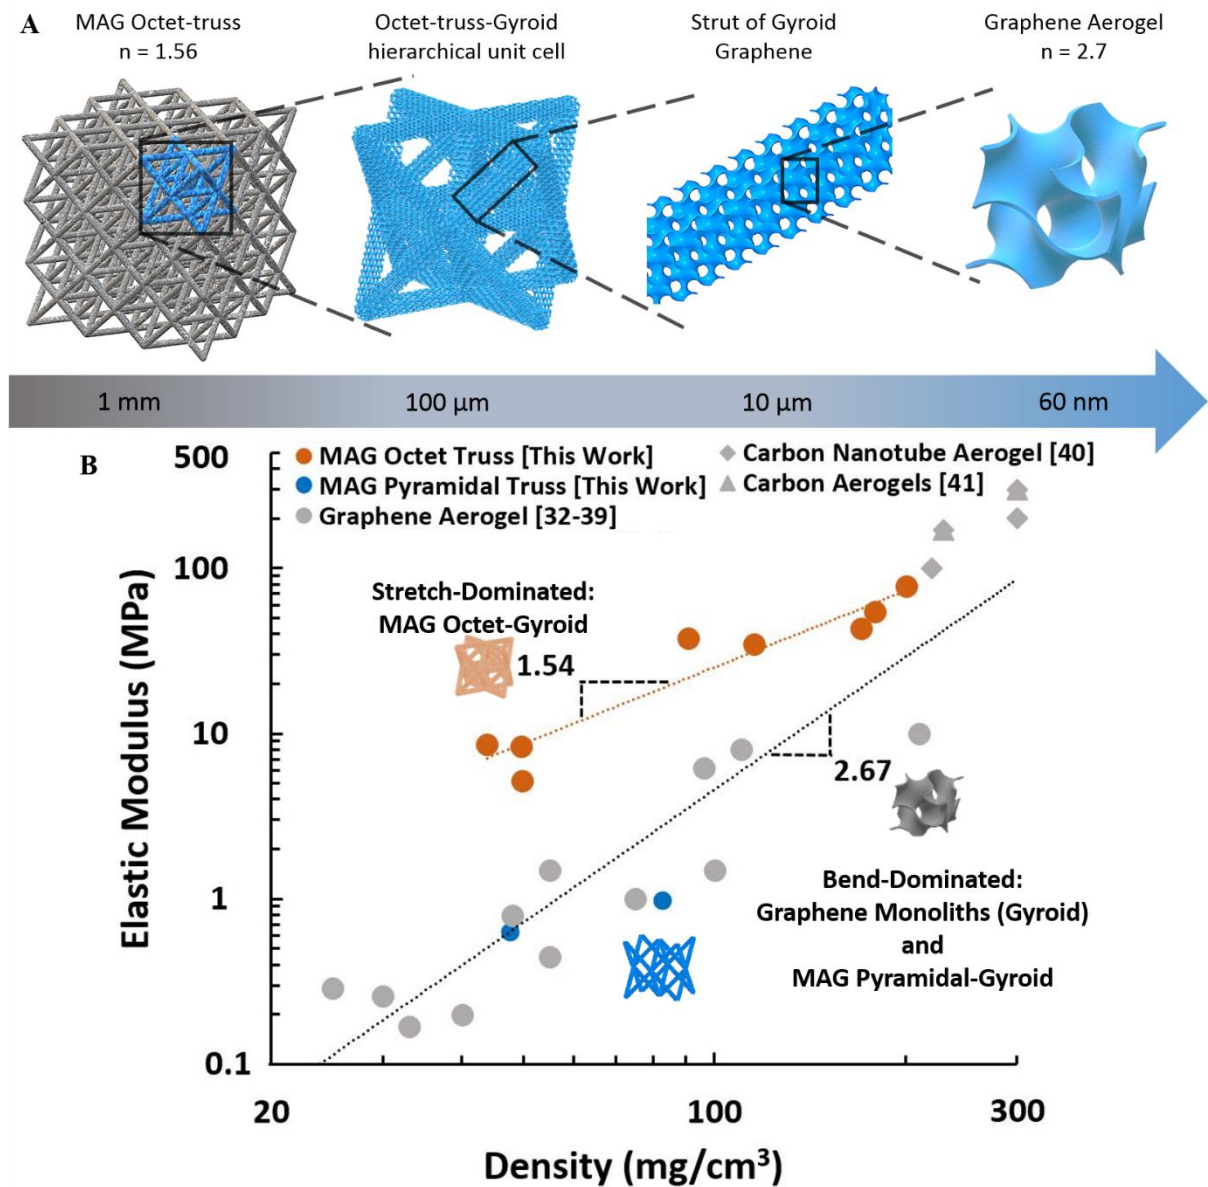 A
MAG Octet-truss
n = 1.56
Octet-truss-Gyroid
hierarchical unit cell
Strut of Gyroid
Graphene
Graphene Aerogel
n = 2.7
1 mm
100 µm
10 µm
60 nm
B
MAG Octet Truss [This Work]
MAG Pyramidal Truss [This Work]
Graphene Aerogel [32-39]
Carbon Nanotube Aerogel [40]
Carbon Aerogels [41]
500
100
10
1
0.1
Elastic Modulus (MPa)
Stretch-Dominated:
MAG Octet-Gyroid
1.54
2.67
Bend-Dominated:
Graphene Monoliths (Gyroid)
and
MAG Pyramidal-Gyroid
20
100
300
Density (mg/cm³)